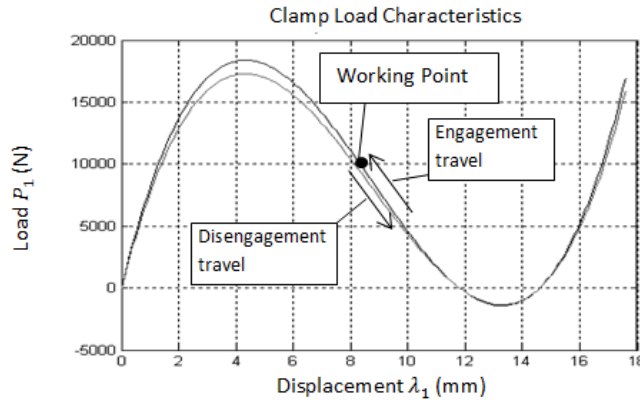 Clamp Load Characteristics
20000
15000
10000
5000
0
-5000
Load P₁ (N)
Working Point
Engagement
travel
Disengagement
travel
0 2 4 6 8 10 12 14 16 18
Displacement λ₁ (mm)